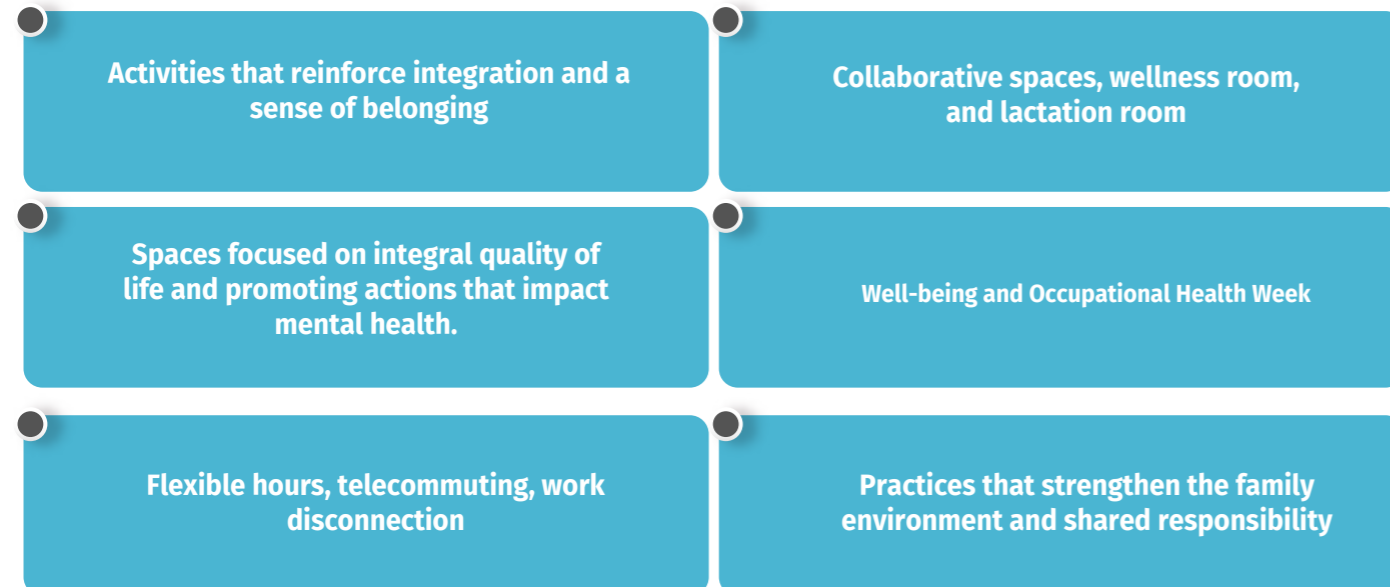 Activities that reinforce integration and a
sense of belonging
Collaborative spaces, wellness room,
and lactation room
Spaces focused on integral quality of
life and promoting actions that impact
mental health.
Well-being and Occupational Health Week
Flexible hours, telecommuting, work
disconnection
Practices that strengthen the family
environment and shared responsibility